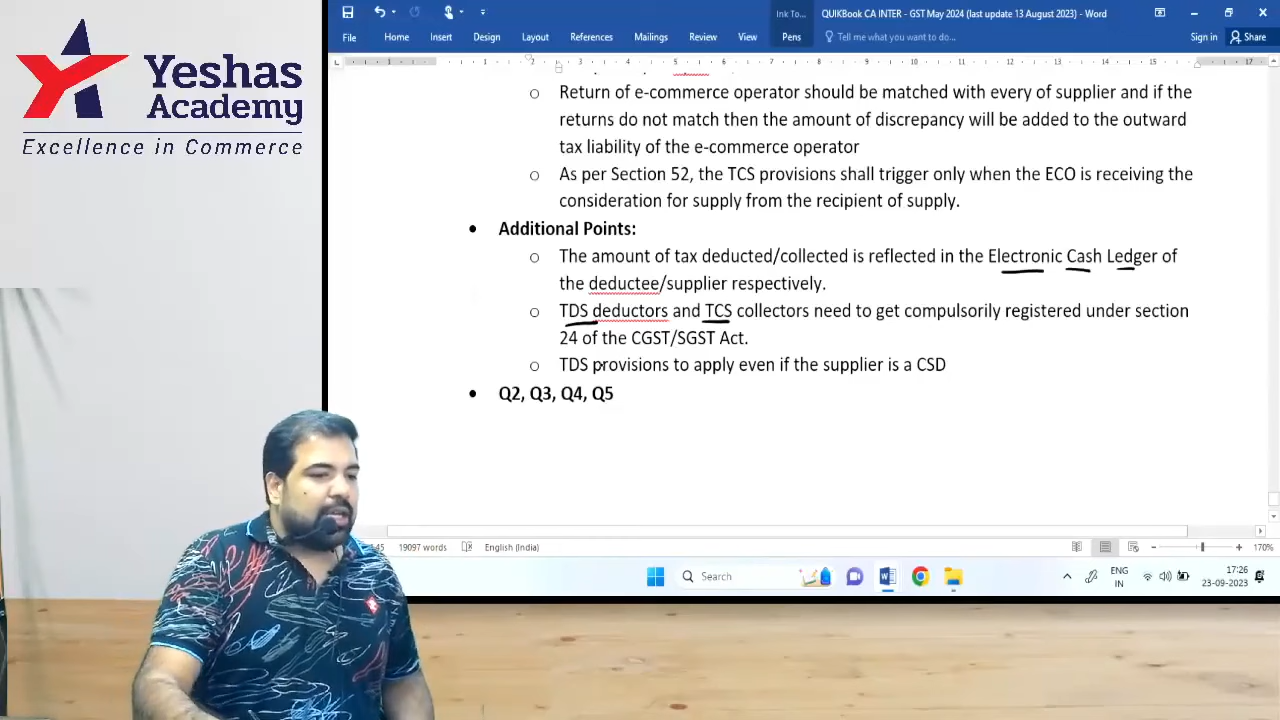 Yeshas
Academy
Excellence in Commerce
Ink To...
QUIKBook CA INTER - GST May 2024 (last update 13 August 2023) - Word
File Home Insert Design Layout References Mailings Review View Pens Tell me what you want to do... Sign in Share
o Return of e-commerce operator should be matched with every of supplier and if the
returns do not match then the amount of discrepancy will be added to the outward
tax liability of the e-commerce operator
o As per Section 52, the TCS provisions shall trigger only when the ECO is receiving the
consideration for supply from the recipient of supply.
• Additional Points:
o The amount of tax deducted/collected is reflected in the Electronic Cash Ledger of
the deductee/supplier respectively.
o TDS deductors and TCS collectors need to get compulsorily registered under section
24 of the CGST/SGST Act.
o TDS provisions to apply even if the supplier is a CSD
• Q2, Q3, Q4, Q5
45 19097 words English (India) 170%
Search
ENG
IN
17:26
23-09-2023